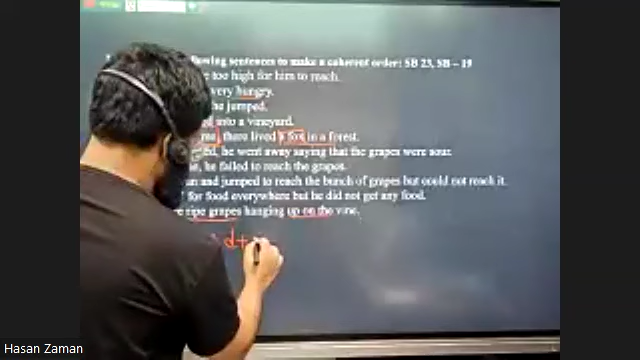 lowing sentences to make a coherent order: SB 23, SB – 19
too high for him to reach.
very hungry.
he jumped.
into a vineyard.
there lived a fox in a forest.
he went away saying that the grapes were sour.
he failed to reach the grapes.
and jumped to reach the bunch of grapes but could not reach it.
for food everywhere but he did not get any food.
ripe grapes hanging up on the vine.
d+
Hasan Zaman